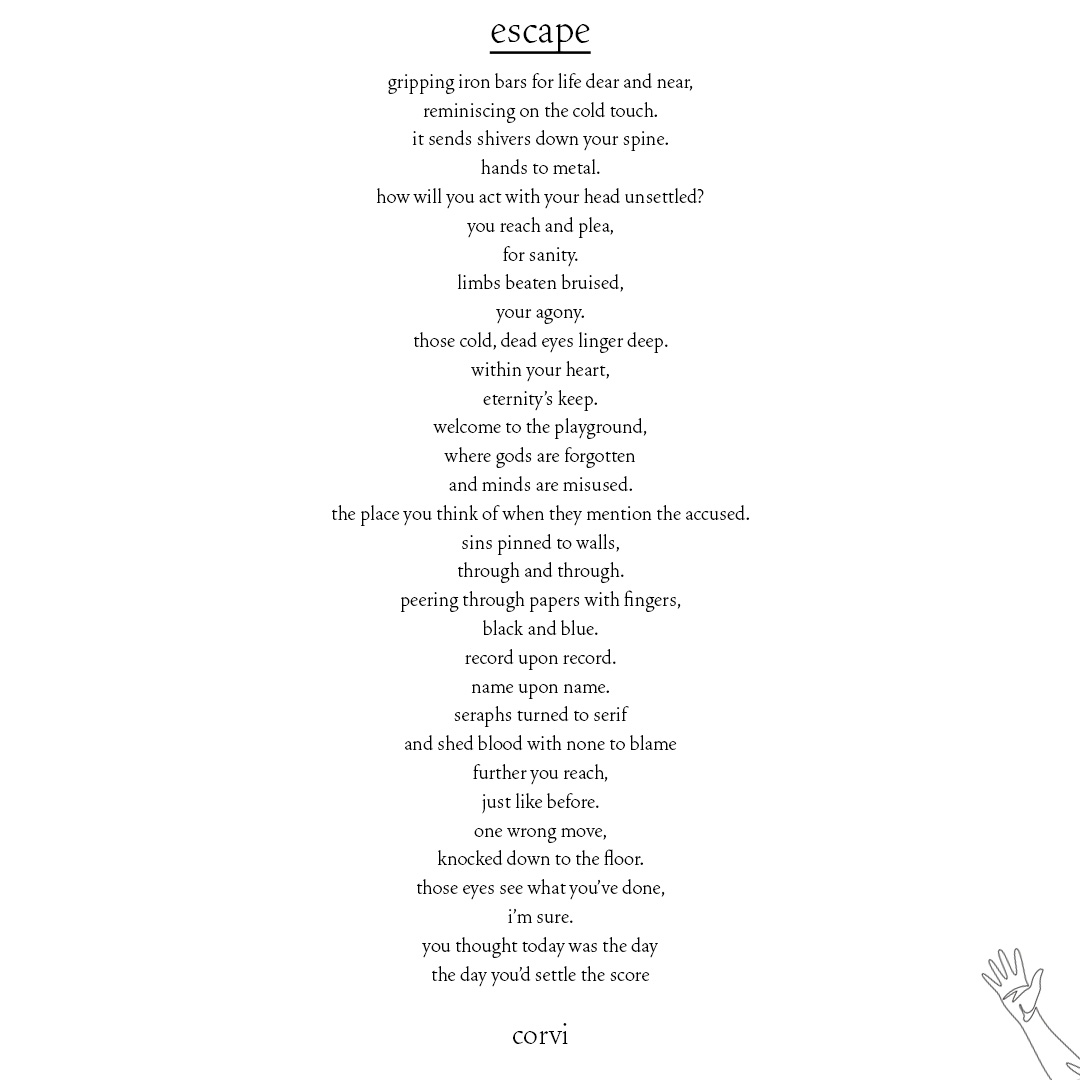 escape
gripping iron bars for life dear and near,
reminiscing on the cold touch.
it sends shivers down your spine.
hands to metal.
how will you act with your head unsettled?
you reach and plea,
for sanity.
limbs beaten bruised,
your agony.
those cold, dead eyes linger deep.
within your heart,
eternity’s keep.
welcome to the playground,
where gods are forgotten
and minds are misused.
the place you think of when they mention the accused.
sins pinned to walls,
through and through.
peering through papers with fingers,
black and blue.
record upon record.
name upon name.
seraphs turned to serif
and shed blood with none to blame
further you reach,
just like before.
one wrong move,
knocked down to the floor.
those eyes see what you’ve done,
i’m sure.
you thought today was the day
the day you’d settle the score
corvi